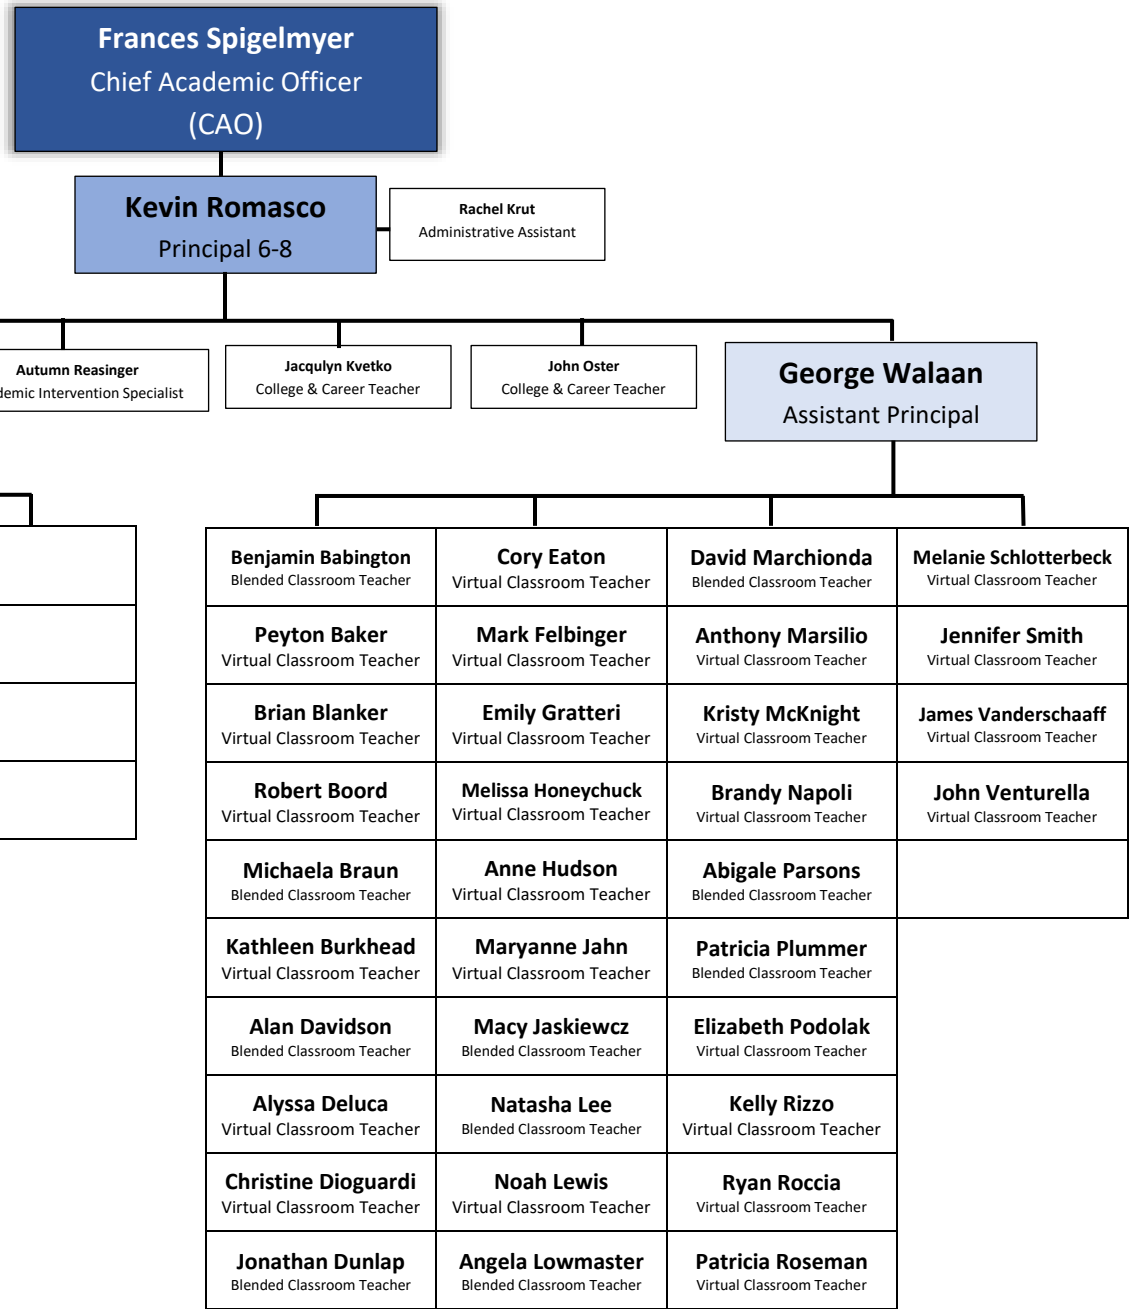 Frances Spigelmyer
Chief Academic Officer
(CAO)
Kevin Romasco
Principal 6-8
Rachel Krut
Administrative Assistant
Autumn Reasinger
demic Intervention Specialist
Jacqulyn Kvetko
College & Career Teacher
John Oster
College & Career Teacher
George Walaan
Assistant Principal
Benjamin Babington
Blended Classroom Teacher
Peyton Baker
Virtual Classroom Teacher
Brian Blanker
Virtual Classroom Teacher
Robert Boord
Virtual Classroom Teacher
Michaela Braun
Blended Classroom Teacher
Kathleen Burkhead
Virtual Classroom Teacher
Alan Davidson
Blended Classroom Teacher
Alyssa Deluca
Virtual Classroom Teacher
Christine Dioguardi
Virtual Classroom Teacher
Jonathan Dunlap
Blended Classroom Teacher
Cory Eaton
Virtual Classroom Teacher
Mark Felbinger
Virtual Classroom Teacher
Emily Gratteri
Virtual Classroom Teacher
Melissa Honeychuck
Virtual Classroom Teacher
Anne Hudson
Virtual Classroom Teacher
Maryanne Jahn
Virtual Classroom Teacher
Macy Jaskiewcz
Blended Classroom Teacher
Natasha Lee
Blended Classroom Teacher
Noah Lewis
Virtual Classroom Teacher
Angela Lowmaster
Blended Classroom Teacher
David Marchionda
Blended Classroom Teacher
Anthony Marsilio
Virtual Classroom Teacher
Kristy McKnight
Virtual Classroom Teacher
Brandy Napoli
Virtual Classroom Teacher
Abigale Parsons
Blended Classroom Teacher
Patricia Plummer
Blended Classroom Teacher
Elizabeth Podolak
Virtual Classroom Teacher
Kelly Rizzo
Virtual Classroom Teacher
Ryan Roccia
Virtual Classroom Teacher
Patricia Roseman
Virtual Classroom Teacher
Melanie Schlotterbeck
Virtual Classroom Teacher
Jennifer Smith
Virtual Classroom Teacher
James Vanderschaaff
Virtual Classroom Teacher
John Venturella
Virtual Classroom Teacher